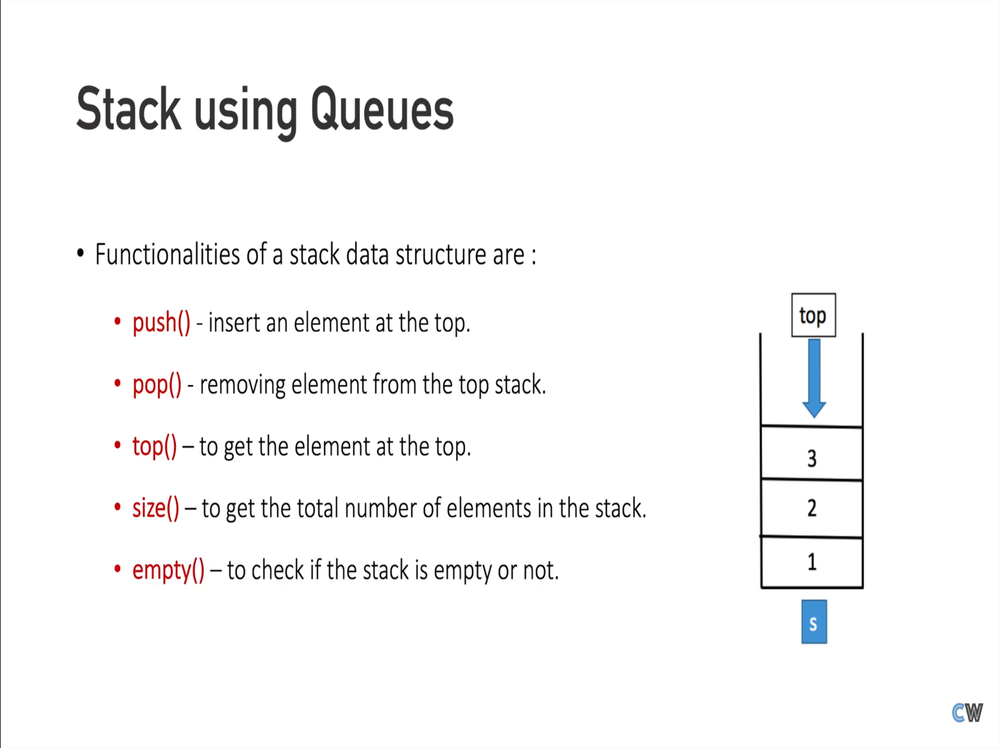 Stack using Queues
• Functionalities of a stack data structure are :
• push() - insert an element at the top.
• pop() - removing element from the top stack.
• top() – to get the element at the top.
• size() – to get the total number of elements in the stack.
• empty() – to check if the stack is empty or not.
top
3
2
1
s
CW